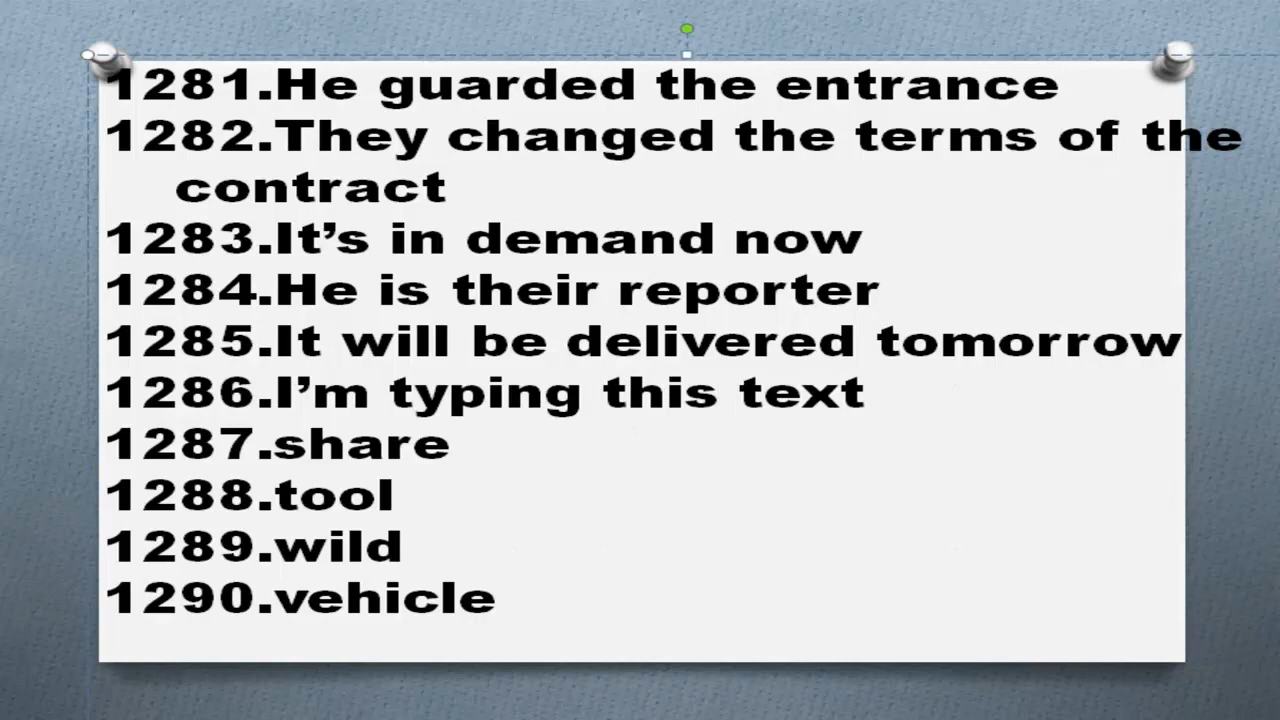 1281.He guarded the entrance
1282.They changed the terms of the
contract
1283.It’s in demand now
1284.He is their reporter
1285.It will be delivered tomorrow
1286.I’m typing this text
1287.share
1288.tool
1289.wild
1290.vehicle